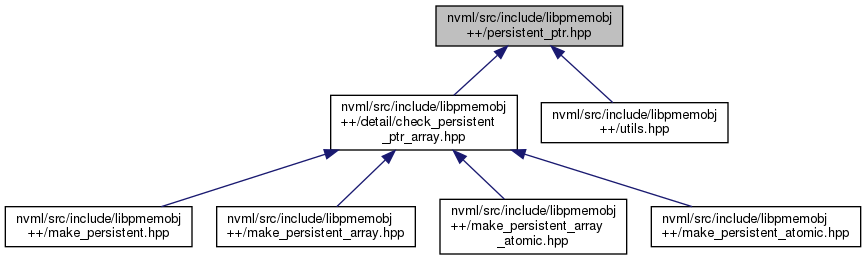 nvml/src/include/libpmemobj
++/persistent_ptr.hpp
nvml/src/include/libpmemobj
++/detail/check_persistent
_ptr_array.hpp
nvml/src/include/libpmemobj
++/utils.hpp
nvml/src/include/libpmemobj
++/make_persistent.hpp
nvml/src/include/libpmemobj
++/make_persistent_array.hpp
nvml/src/include/libpmemobj
++/make_persistent_array
_atomic.hpp
nvml/src/include/libpmemobj
++/make_persistent_atomic.hpp